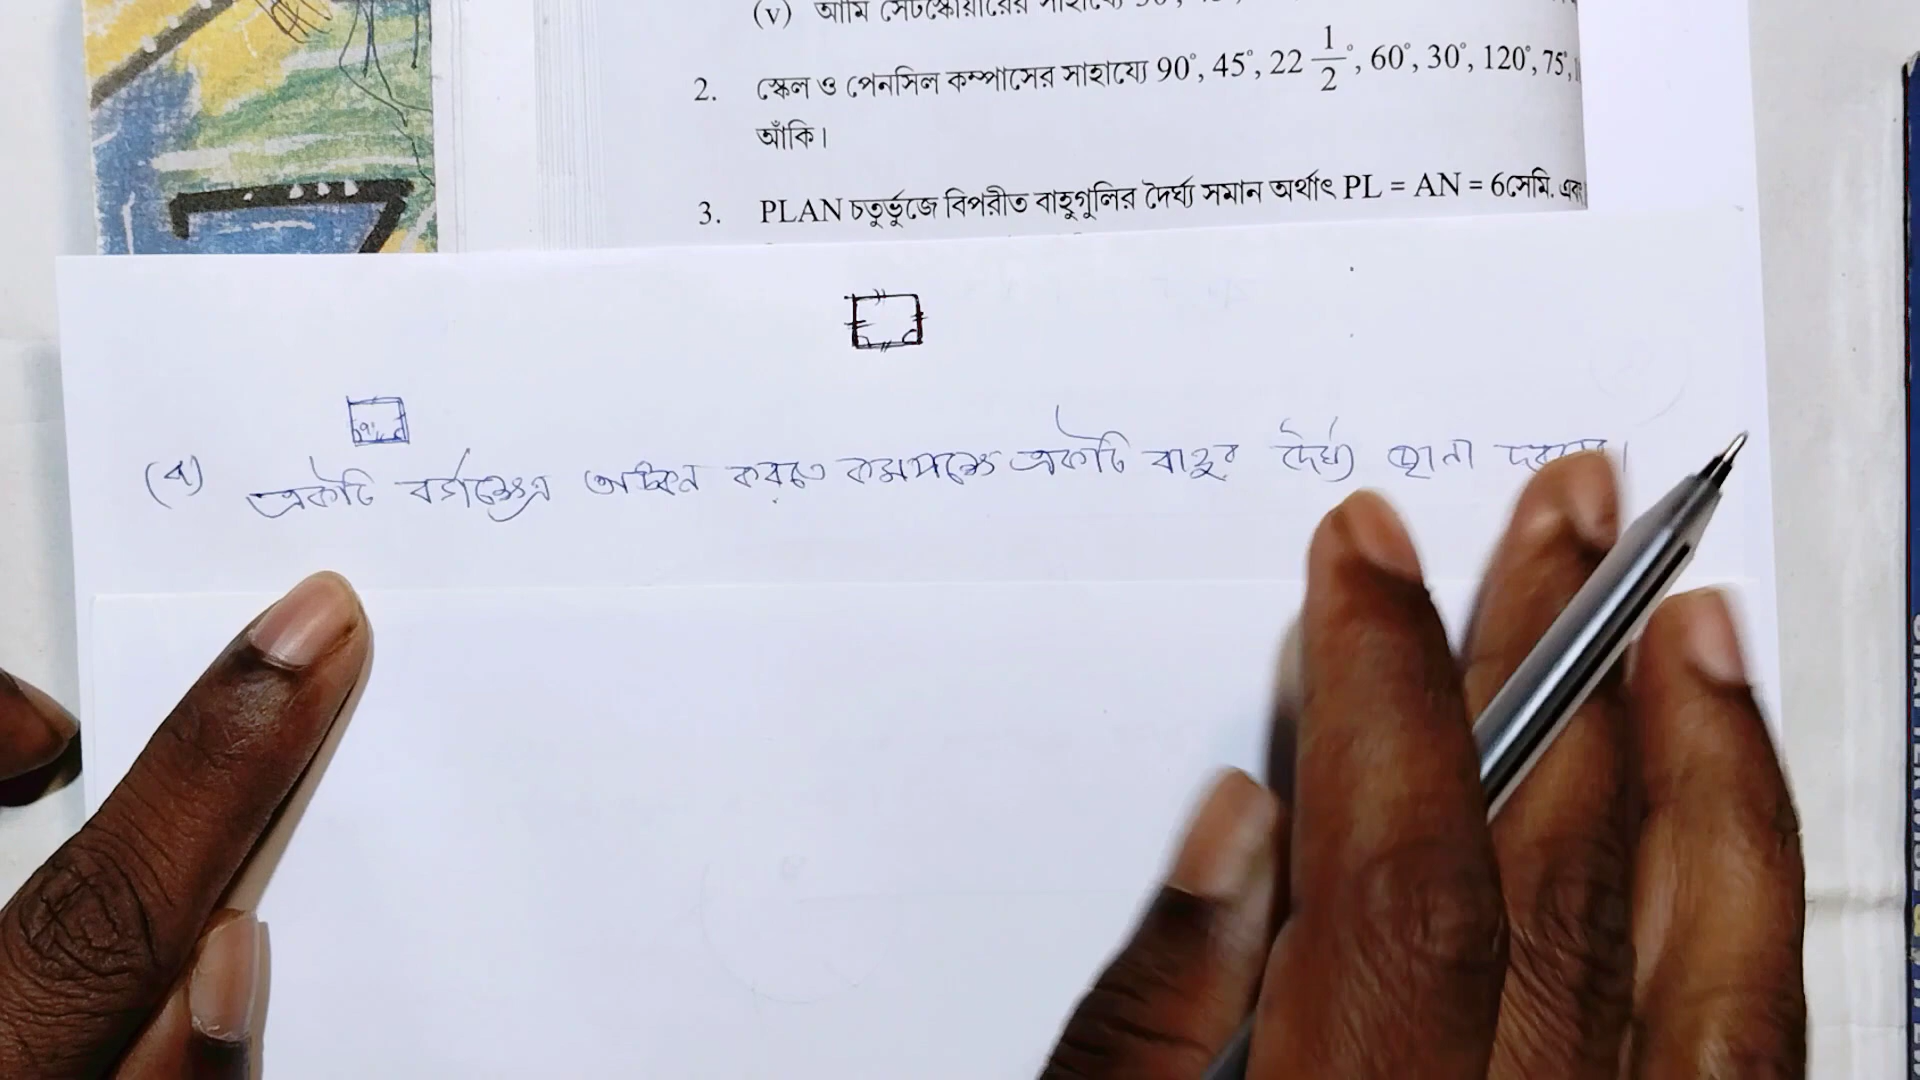 (v) আমি সেটস্কোয়ারের সাহায্যে
2. স্কেল ও পেনসিল কম্পাসের সাহায্যে 90°, 45°, 22 1/2°, 60°, 30°, 120°, 75°,
আঁকি।
3. PLAN চতুর্ভুজে বিপরীত বাহুগুলির দৈর্ঘ্য সমান অর্থাৎ PL = AN = 6সেমি. এবং
একটি বর্গক্ষেত্র অঙ্কন করতে কমপক্ষে একটি বাহুর দৈর্ঘ্য জানা দরকার।